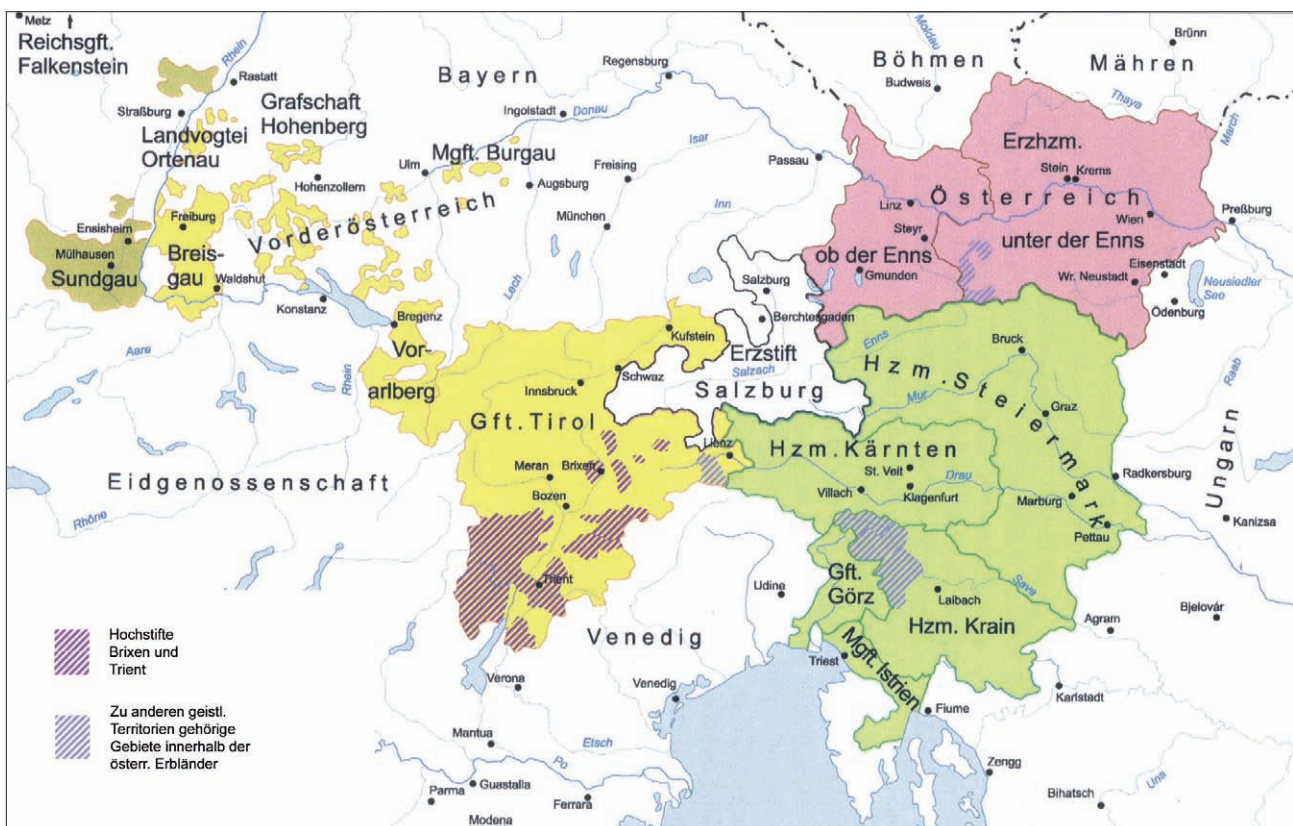 Metz
Reichsgft.
Falkenstein
Rhein
Rastatt
Straßburg
Landvogtei
Ortenau
Grafschaft
Hohenberg
Bayern
Regensburg
Ingolstadt
Donau
Moldau
Böhmen
Budweis
Brünn
Mähren
Thaya
March
Ulm
Mgft. Burgau
Freising
Isar
Passau
Hohenzollern
Augsburg
München
Inn
Vorderösterreich
Erzhzm.
Stein
Krems
Österreich
Linz
Wien
Preßburg
Steyr
ob der Enns
unter der Enns
Gmunden
Wr. Neustadt
Eisenstadt
Neusiedler
See
Ödenburg
Ensisheim
Freiburg
Mülhausen
Sundgau
Breis-
gau
Waldshut
Konstanz
Lech
Salzburg
Berchtesgaden
Bregenz
Vor-
arlberg
Kufstein
Erzstift
Salzach
Salzburg
Enns
Bruck
Hzm. Steiermark
Aare
Rhein
Innsbruck
Schwaz
Mur
Graz
Raab
Gft. Tirol
Lienz
Hzm. Kärnten
St. Veit
Ungarn
Meran
Brixen
Radkersburg
Eidgenossenschaft
Villach
Klagenfurt
Drau
Marburg
Bozen
Rhône
Pettau
Kanizsa
Trient
Udine
Gft.
Görz
Laibach
Save
Hzm. Krain
Agram
Bjelovár
Venedig
Triest
Mgft. Istrien
Hochstifte
Brixen und
Trient
Verona
Venedig
Fiume
Karlstadt
Zu anderen geistl.
Territorien gehörige
Gebiete innerhalb der
österr. Erbländer
Mantua
Etsch
Po
Zengg
Una
Parma
Guastalla
Ferrara
Modena
Bihatsch